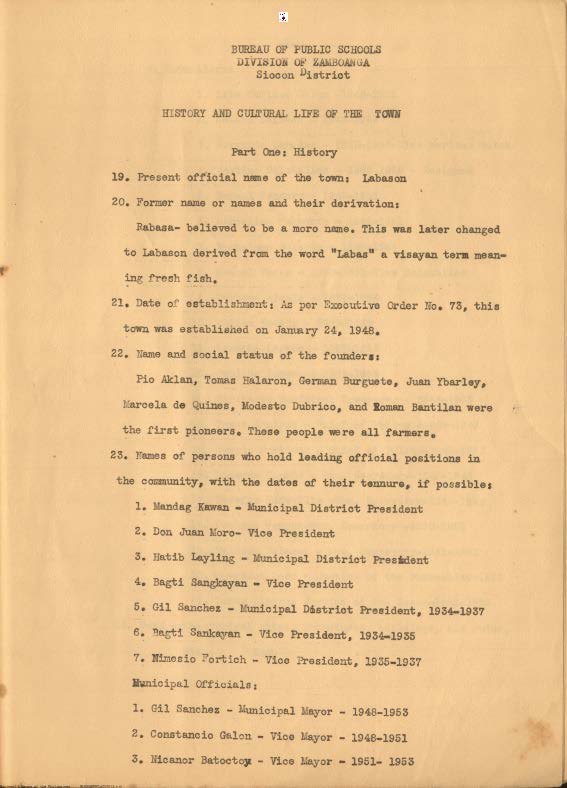 BUREAU OF PUBLIC SCHOOLS
DIVISION OF ZAMBOANGA
Siocon District
HISTORY AND CULTURAL LIFE OF THE TOWN
Part One: History
19. Present official name of the town: Labason
20. Former name or names and their derivation:
Rabasa- believed to be a moro name. This was later changed
to Labason derived from the word "Labas" a visayan term mean-
ing fresh fish.
21. Date of establishment: As per Executive Order No. 73, this
town was established on January 24, 1948.
22. Name and social status of the founders:
Pio Aklan, Tomas Halaron, German Burguete, Juan Ybarley,
Marcela de Quines, Modesto Dubrico, and Roman Bantilan were
the first pioneers. These people were all farmers.
23. Names of persons who hold leading official positions in
the community, with the dates of their tennure, if possible:
1. Mandag Kawan - Municipal District President
2. Don Juan Moro- Vice President
3. Hatib Layling - Municipal District President
4. Bagti Sangkayan - Vice President
5. Gil Sanchez - Municipal District President, 1934-1937
6. Bagti Sankayan - Vice President, 1934-1935
7. Nimesio Fortich - Vice President, 1935-1937
Municipal Officials:
1. Gil Sanchez - Municipal Mayor - 1948-1953
2. Constancio Galon - Vice Mayor - 1948-1951
3. Nicanor Batoctoy - Vice Mayor - 1951- 1953